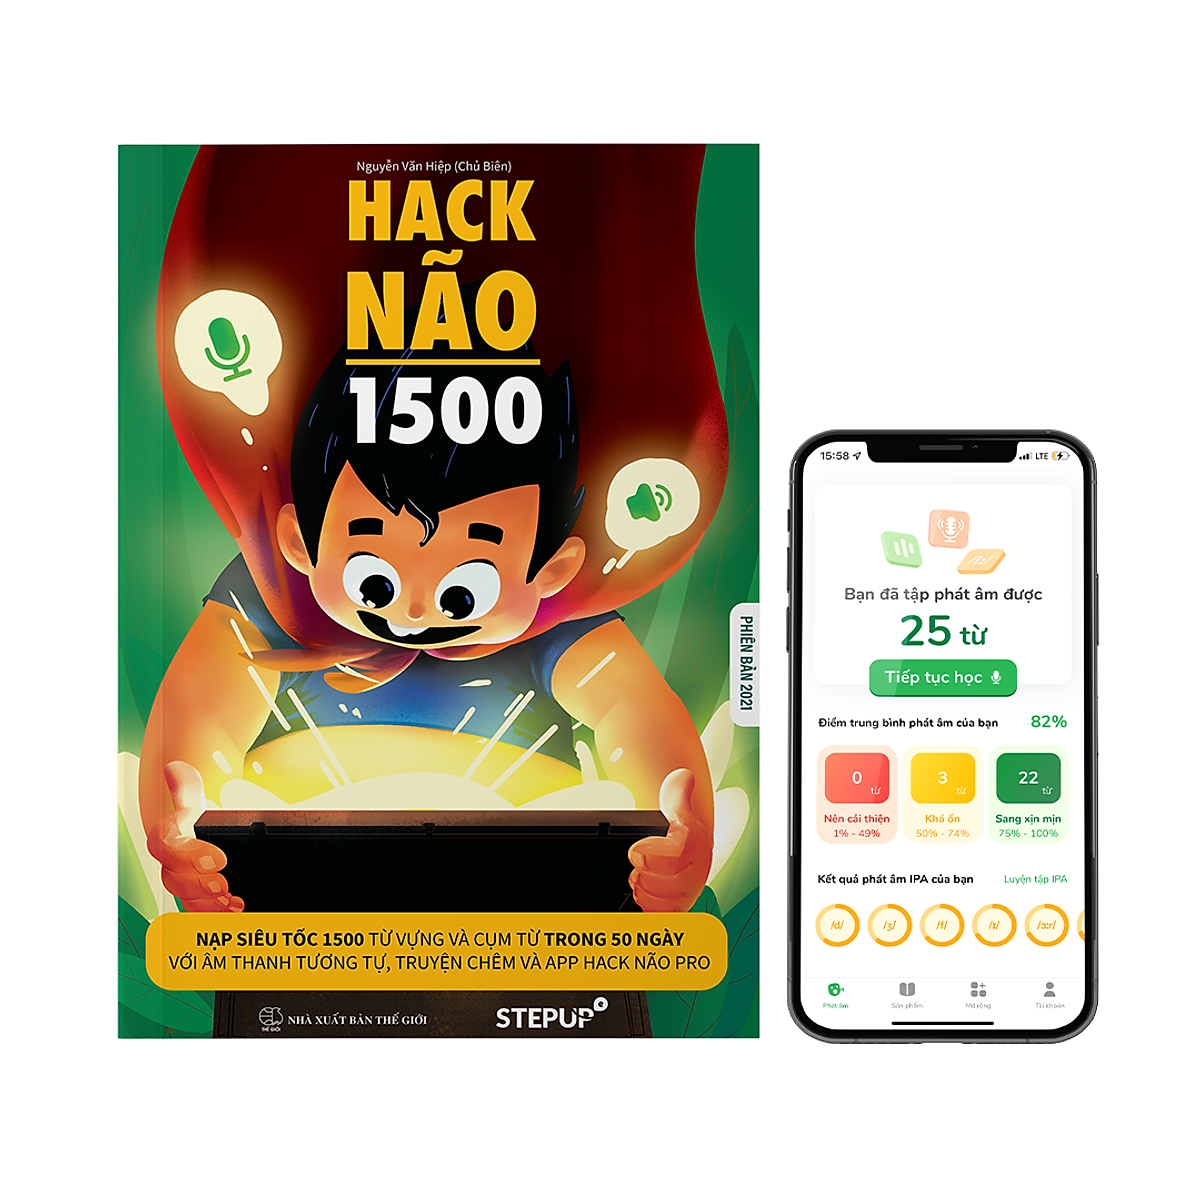 Nguyễn Văn Hiệp (Chủ Biên)
HACK
NÃO
1500
PHIÊN BẢN 2021
NẠP SIÊU TỐC 1500 TỪ VỰNG VÀ CỤM TỪ TRONG 50 NGÀY
VỚI ÂM THANH TƯƠNG TỰ, TRUYỆN CHÊM VÀ APP HACK NÃO PRO
THẾ GIỚI
NHÀ XUẤT BẢN THẾ GIỚI
STEPUP
15:58
LTE
Bạn đã tập phát âm được
25 từ
Tiếp tục học
Điểm trung bình phát âm của bạn 82%
0 từ
3 từ
22 từ
Nên cải thiện
Khá ổn
Sang xịn mịn
1% - 49%
50% - 74%
75% - 100%
Kết quả phát âm IPA của bạn
Luyện tập IPA
/d/
/ʒ/
/ɜ:r/
Phát âm
Sản phẩm
Mở rộng
Tài khoản